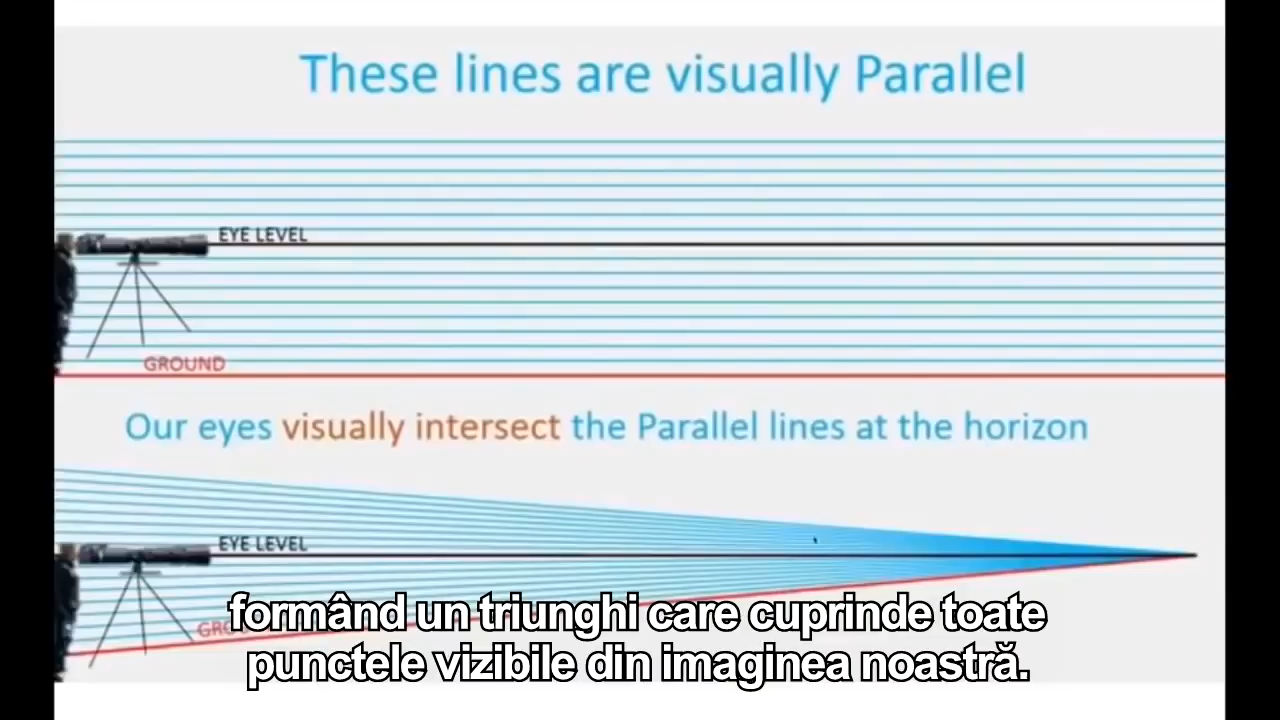 These lines are visually Parallel
EYE LEVEL
GROUND
Our eyes visually intersect the Parallel lines at the horizon
EYE LEVEL
formând un triunghi care cuprinde toate
punctele vizibile din imaginea noastră.